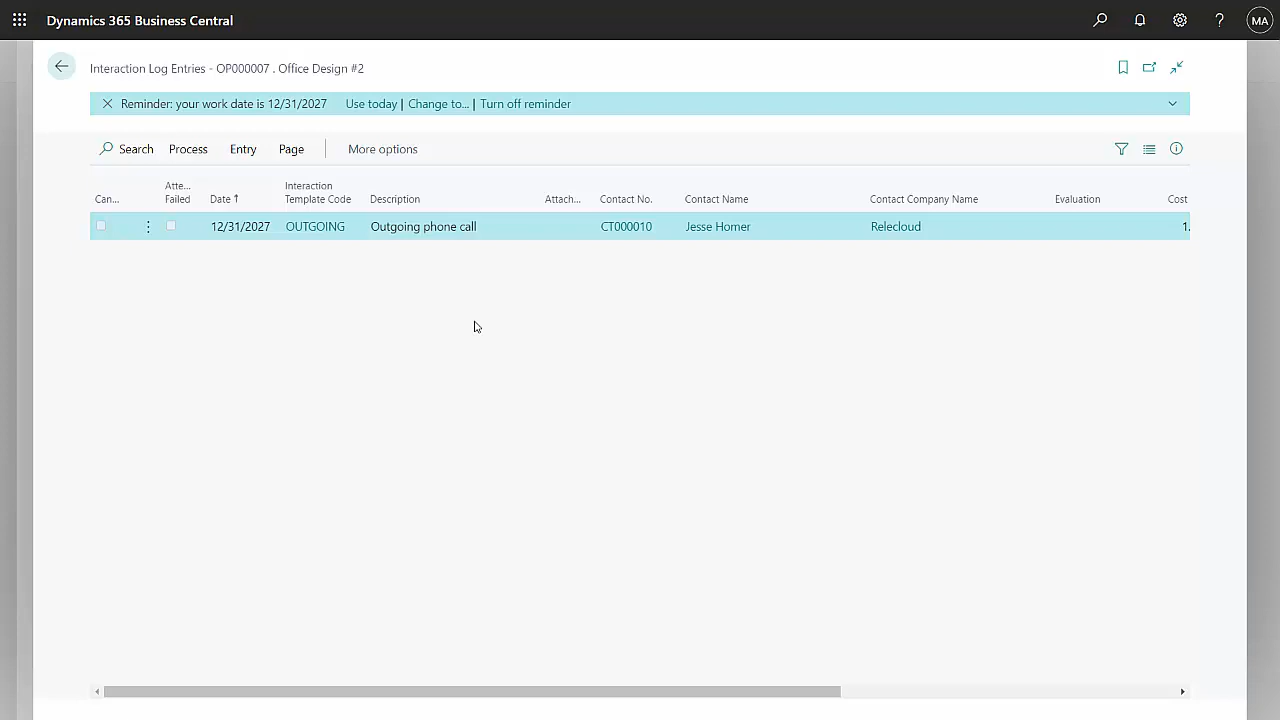 Dynamics 365 Business Central
MA
Interaction Log Entries - OP000007 . Office Design #2
Reminder: your work date is 12/31/2027 Use today | Change to... | Turn off reminder
Search Process Entry Page More options
Can... Atte... Failed Date ↑ Interaction Template Code Description Attach... Contact No. Contact Name Contact Company Name Evaluation Cost
12/31/2027 OUTGOING Outgoing phone call CT000010 Jesse Homer Relecloud 1.